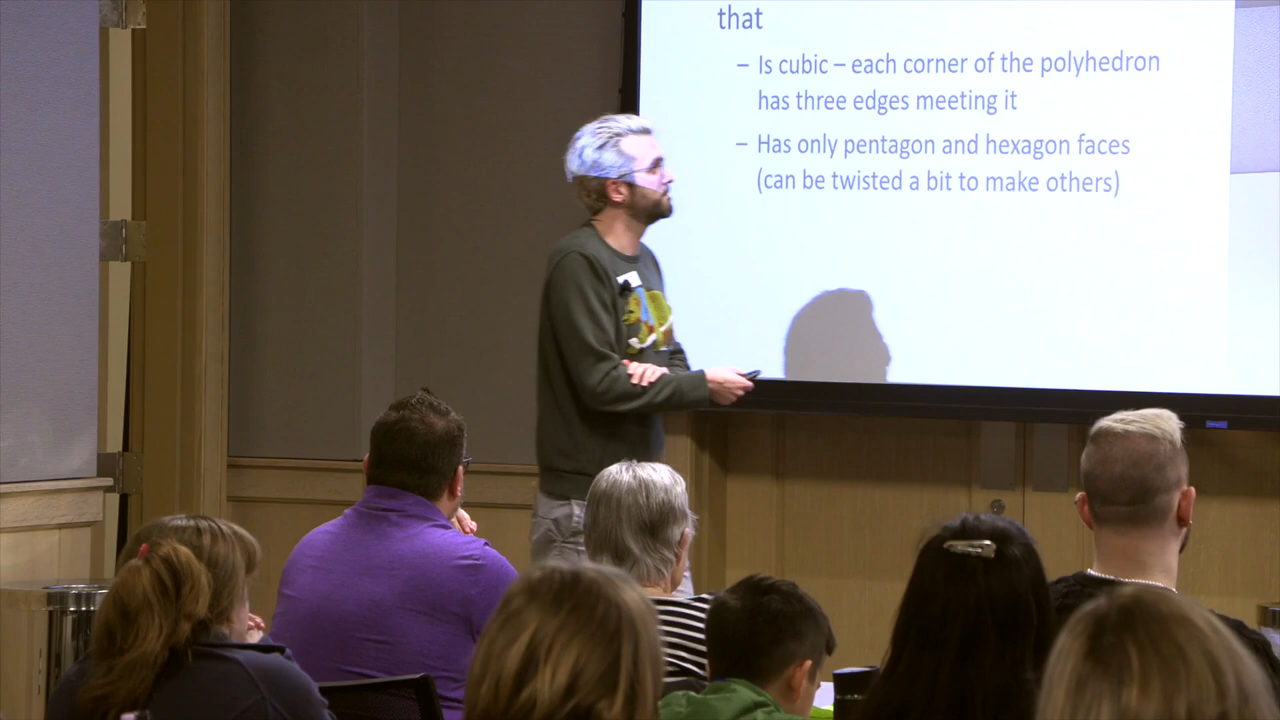 that
– Is cubic – each corner of the polyhedron
has three edges meeting it
– Has only pentagon and hexagon faces
(can be twisted a bit to make others)